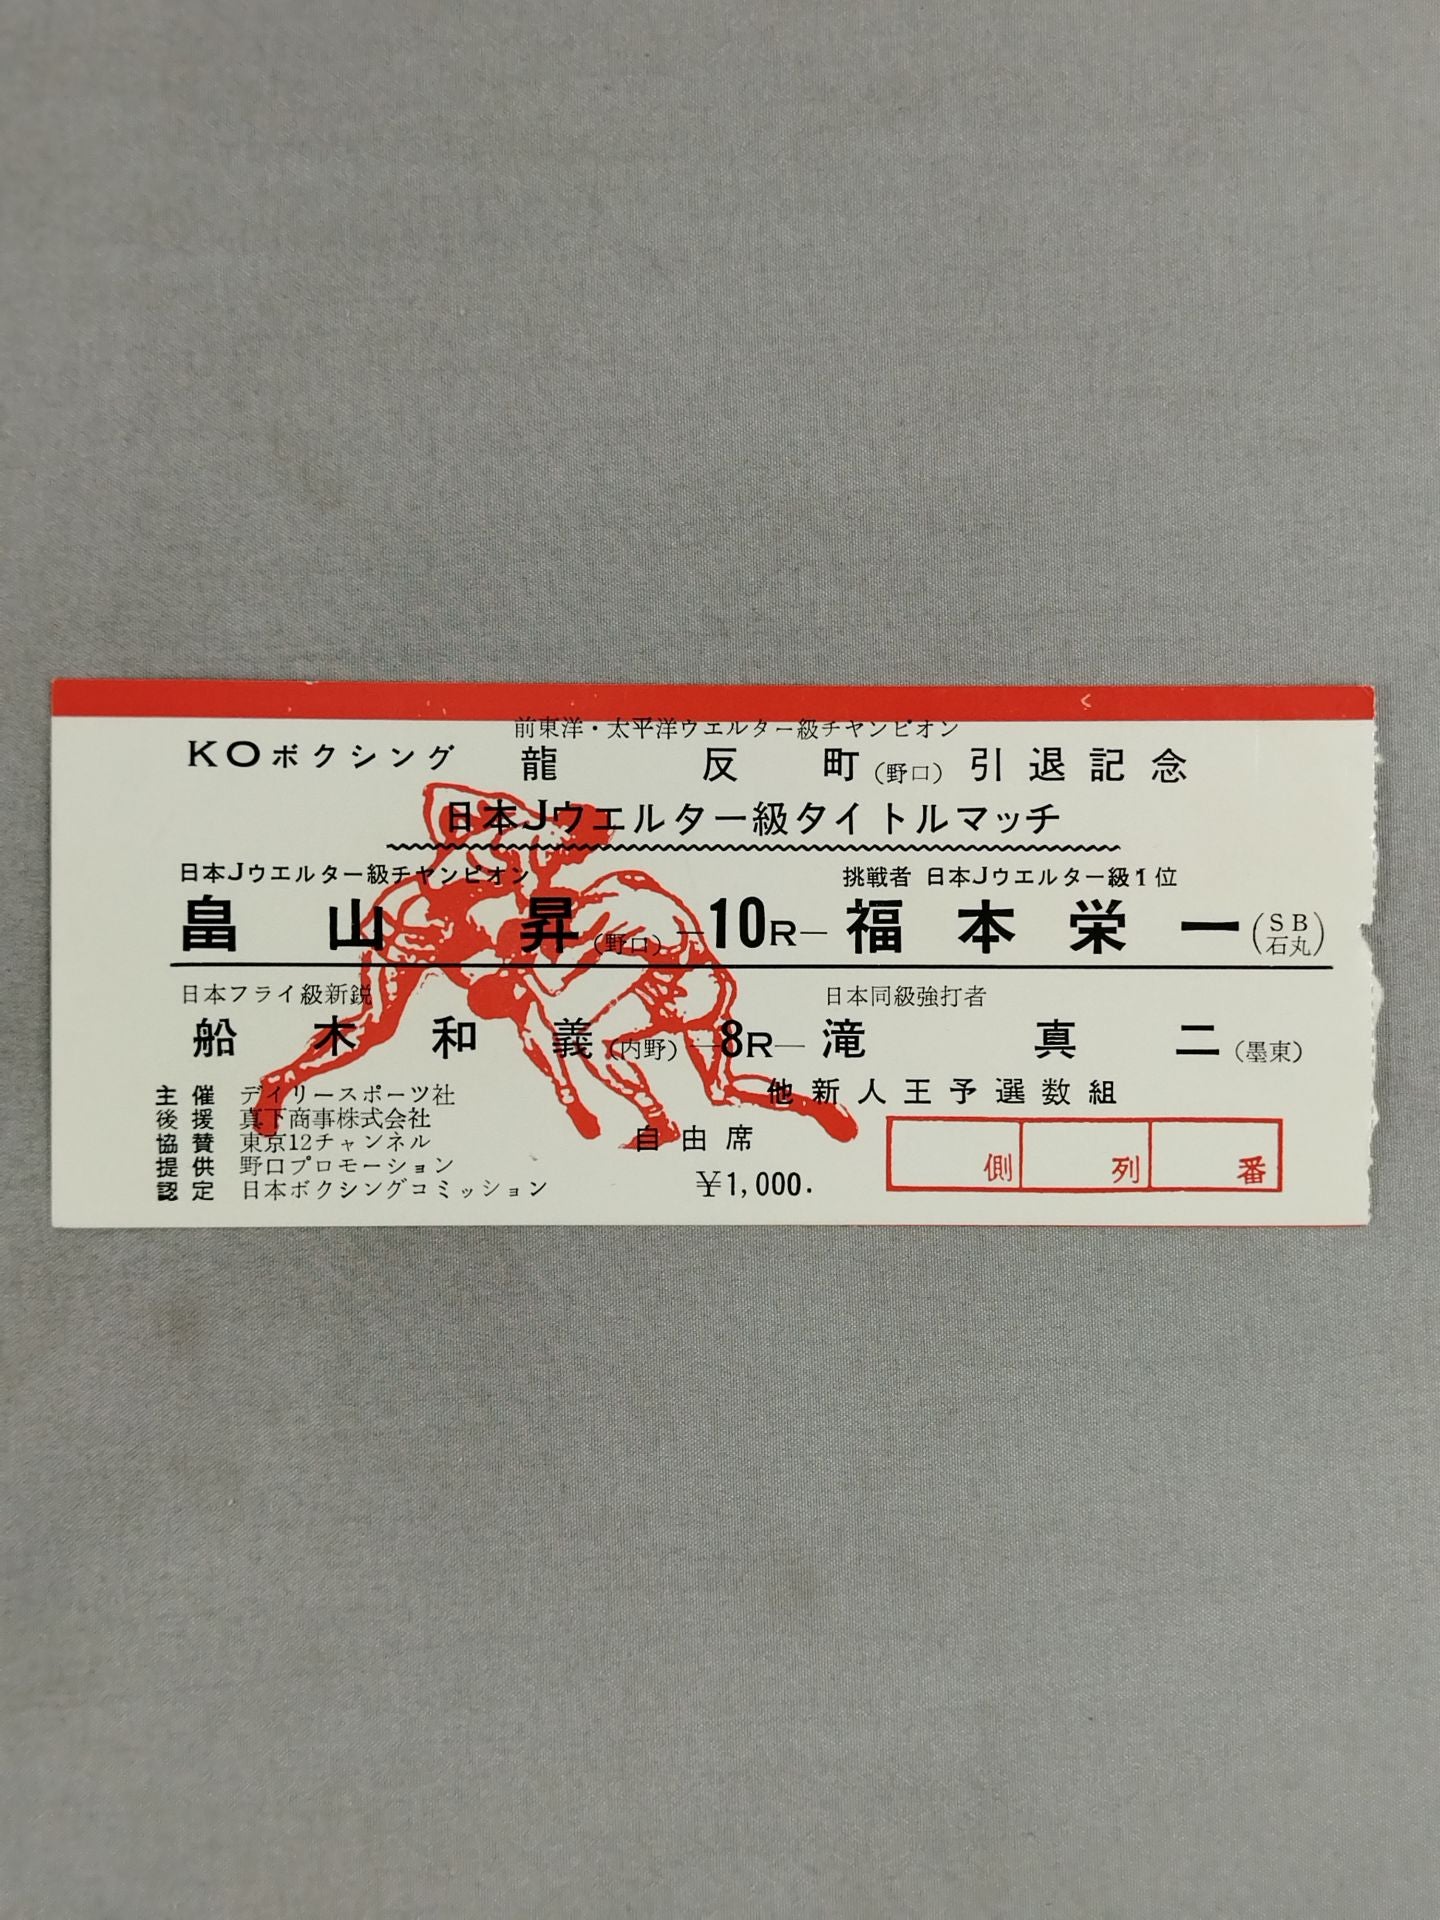 前東洋・太平洋ウエルター級チヤンピオン
KOボクシング 龍反町(野口)引退記念
日本Jウエルター級タイトルマッチ
日本Jウエルター級チヤンピオン 挑戦者 日本Jウエルター級1位
畠山昇(野口)—10R—福本栄一(SB石丸)
日本フライ級新鋭 日本同級強打者
船木和義(内野)—8R—滝真二(墨東)
他新人王予選数組
主催 デイリースポーツ社
後援 真下商事株式会社
協賛 東京12チャンネル
提供 野口プロモーション
認定 日本ボクシングコミッション
自由席
¥1,000.
側 列 番